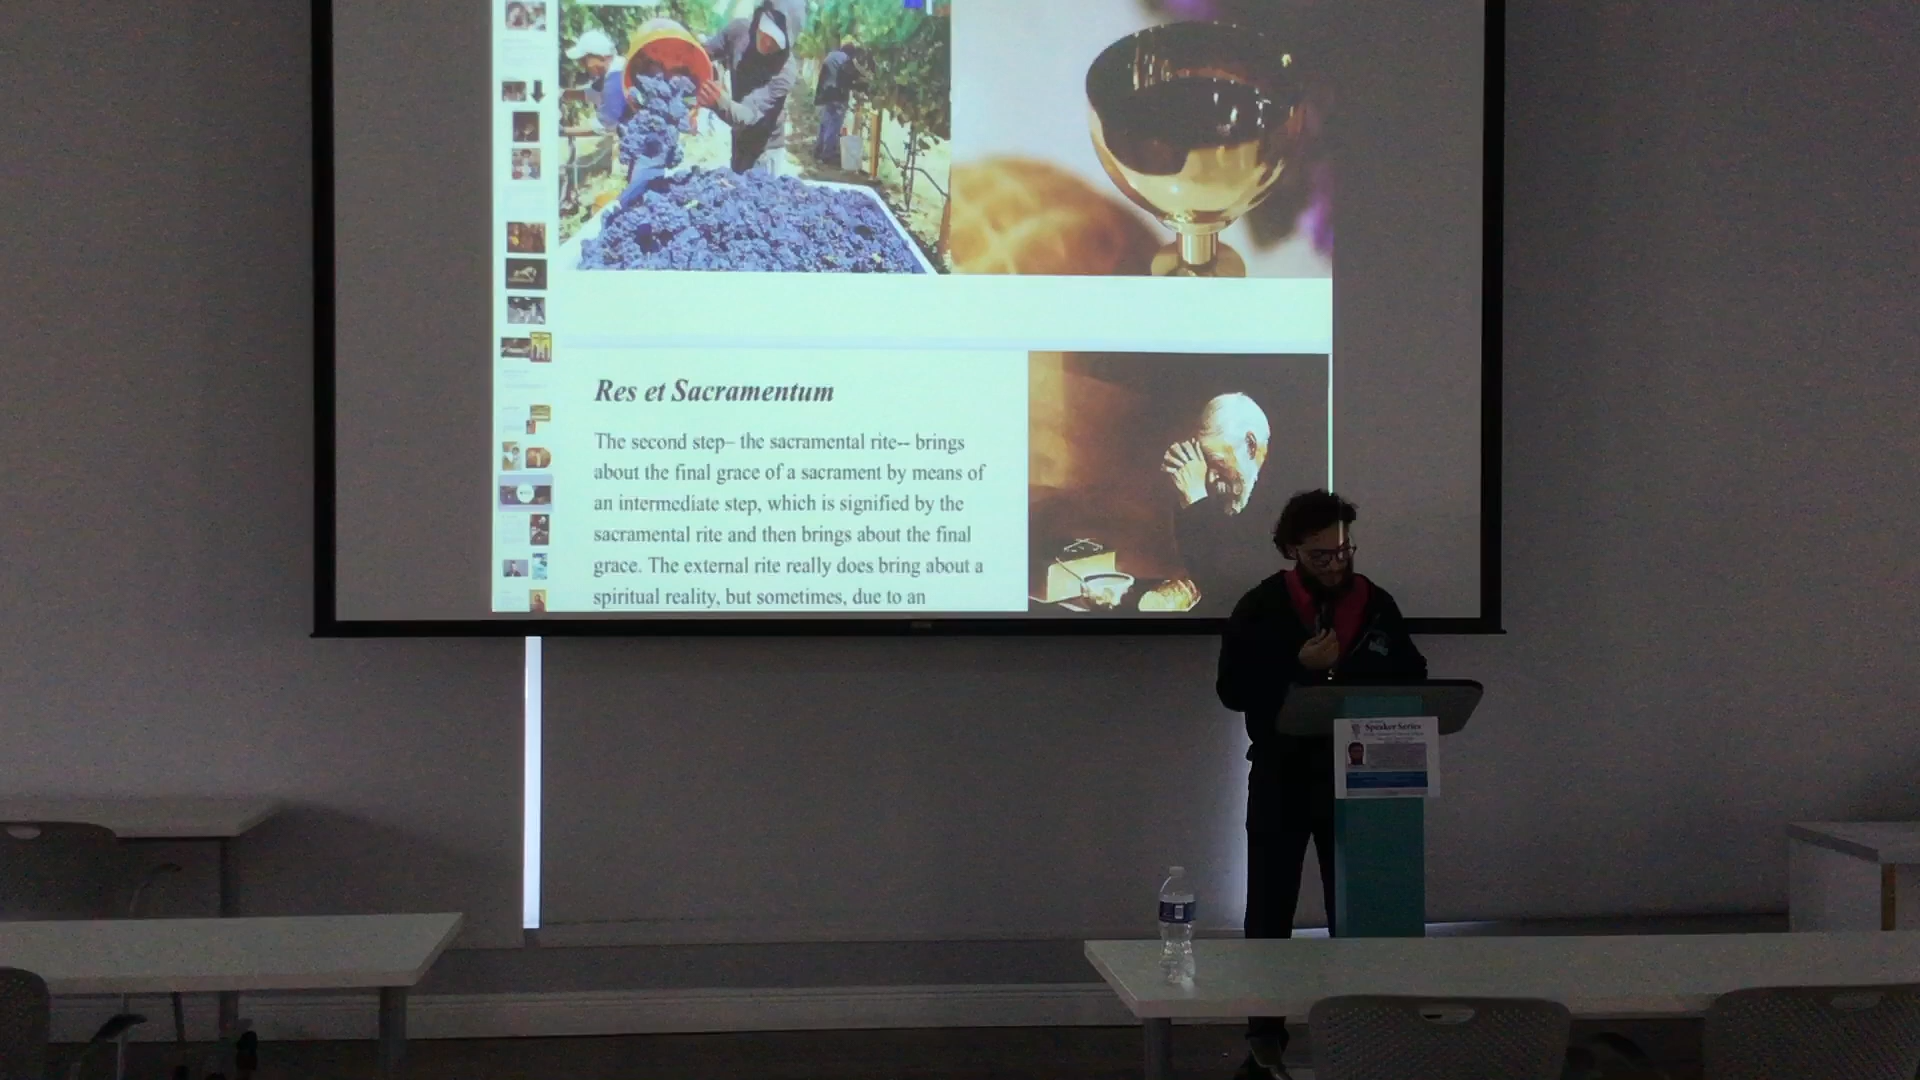 Res et Sacramentum
The second step– the sacramental rite-- brings
about the final grace of a sacrament by means of
an intermediate step, which is signified by the
sacramental rite and then brings about the final
grace. The external rite really does bring about a
spiritual reality, but sometimes, due to an
Speaker Series